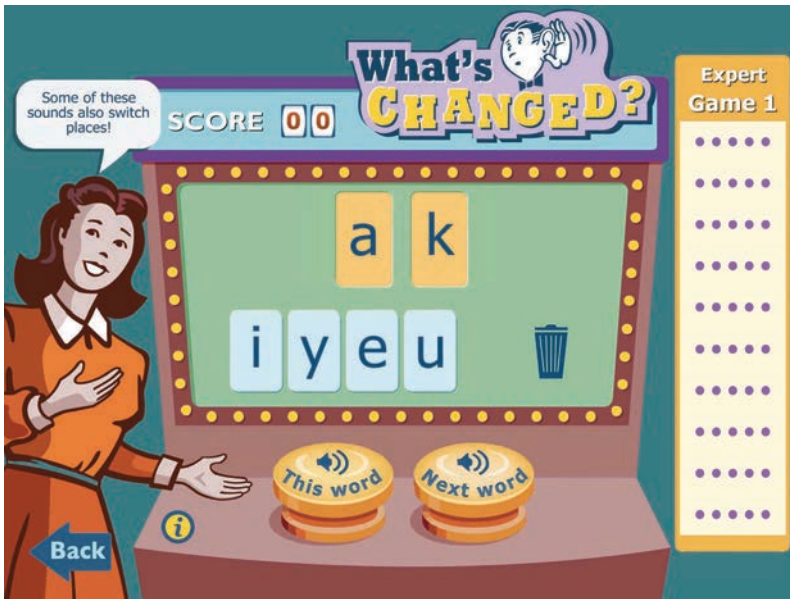 What's
CHANGED?
Some of these
sounds also switch
places!
SCORE 00
Expert
Game 1
a k
i y e u
This word
Next word
i
Back